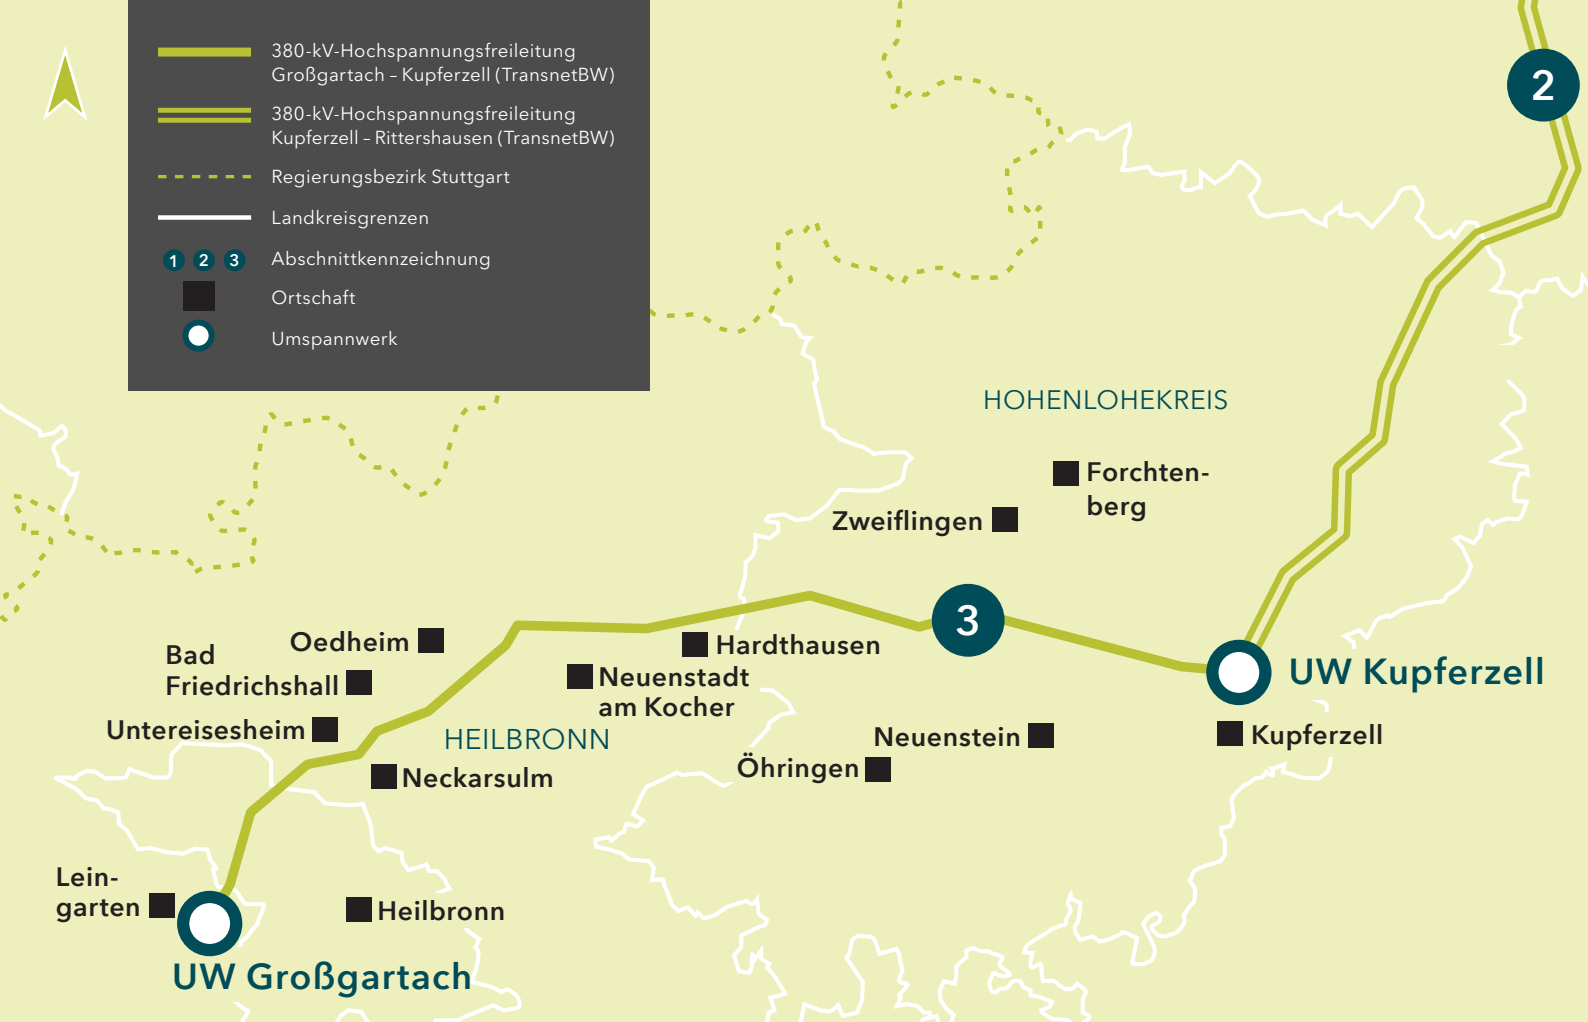 380-kV-Hochspannungsfreileitung
Großgartach – Kupferzell (TransnetBW)
380-kV-Hochspannungsfreileitung
Kupferzell – Rittershausen (TransnetBW)
Regierungsbezirk Stuttgart
Landkreisgrenzen
1 2 3 Abschnittkennzeichnung
Ortschaft
Umspannwerk
2
HOHENLOHEKREIS
Forchten-
berg
Zweiflingen
3
Oedheim
Hardthausen
Bad
Friedrichshall
Neuenstadt
am Kocher
UW Kupferzell
Untereisesheim
HEILBRONN
Neuenstein
Kupferzell
Öhringen
Neckarsulm
Lein-
garten
Heilbronn
UW Großgartach